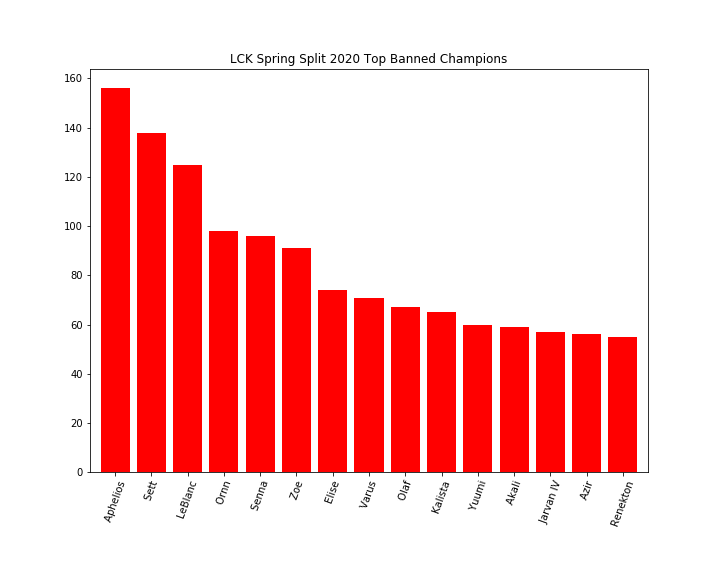 LCK Spring Split 2020 Top Banned Champions
160
140
120
100
80
60
40
20
0
Aphelios
Sett
LeBlanc
Ornn
Senna
Zoe
Elise
Varus
Olaf
Kalista
Yuumi
Akali
Jarvan IV
Azir
Renekton